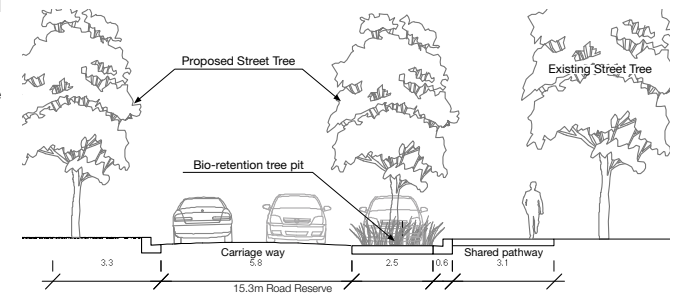 Proposed Street Tree
Existing Street Tree
Bio-retention tree pit
Carriage way
Shared pathway
3.3
5.8
2.5
0.6
3.1
15.3m Road Reserve